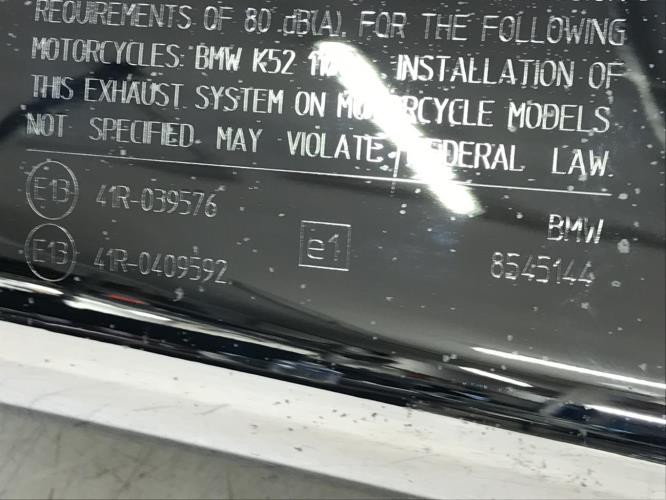 REQUIREMENTS OF 80 dB(A). FOR THE FOLLOWING
MOTORCYCLES: BMW K52 INSTALLATION OF
THIS EXHAUST SYSTEM ON MOTORCYCLE MODELS
NOT SPECIFIED MAY VIOLATE FEDERAL LAW.
E13 41R-039576
E13 41R-0409592
e1
BMW
8545144